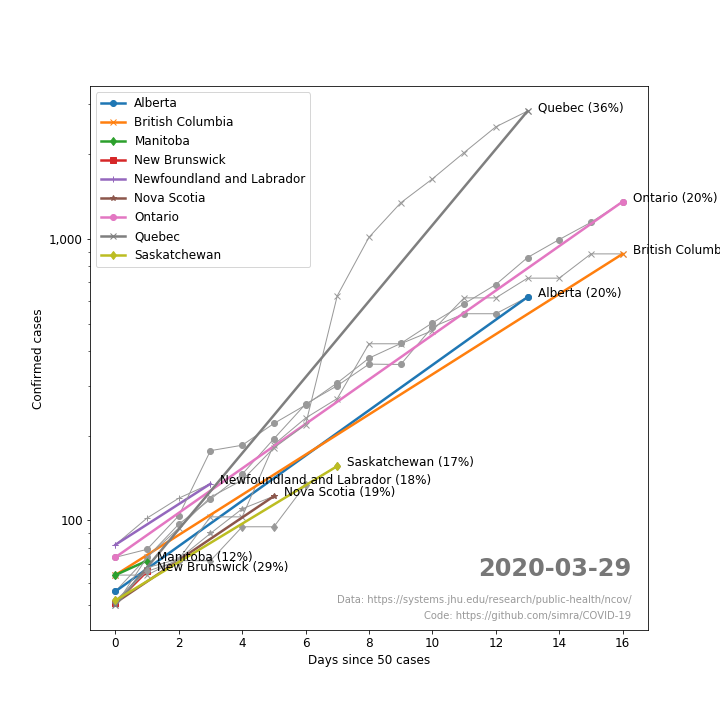 Alberta
British Columbia
Manitoba
New Brunswick
Newfoundland and Labrador
Nova Scotia
Ontario
Quebec
Saskatchewan
Quebec (36%)
Ontario (20%)
British Columb
Alberta (20%)
Saskatchewan (17%)
Newfoundland and Labrador (18%)
Nova Scotia (19%)
Manitoba (12%)
New Brunswick (29%)
1,000
100
Confirmed cases
2020-03-29
Data: https://systems.jhu.edu/research/public-health/ncov/
Code: https://github.com/simra/COVID-19
0 2 4 6 8 10 12 14 16
Days since 50 cases